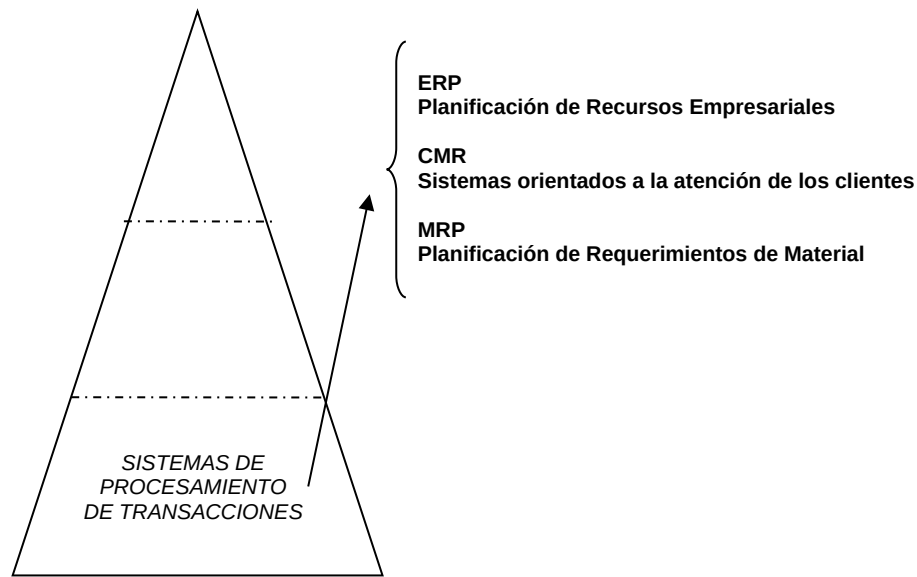 ERP
Planificación de Recursos Empresariales
CMR
Sistemas orientados a la atención de los clientes
MRP
Planificación de Requerimientos de Material
SISTEMAS DE
PROCESAMIENTO
DE TRANSACCIONES